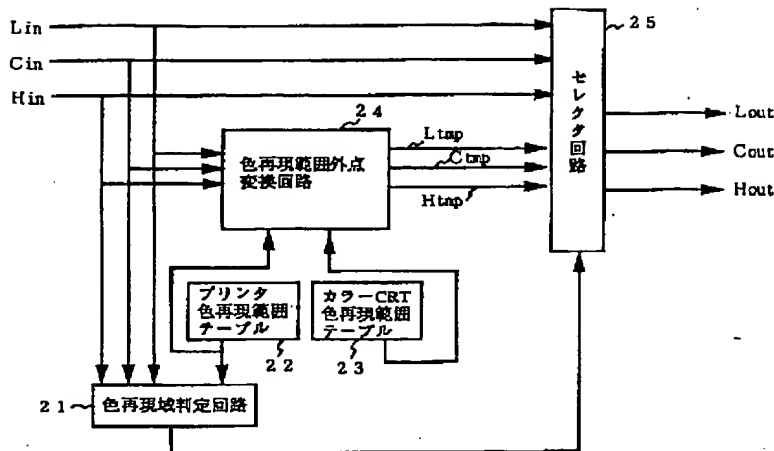 Lin
Cin
Hin
25
セレクタ回路
Lout
Cout
Hout
24
色再現範囲外点
変換回路
Ltmp
Ctmp
Htmp
プリンタ
色再現範囲
テーブル
22
カラーCRT
色再現範囲
テーブル
23
21
色再現域判定回路